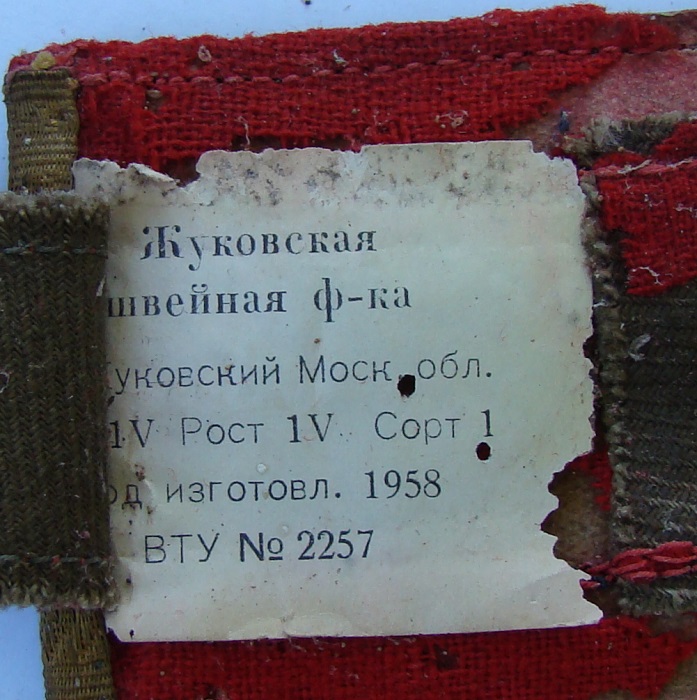 Жуковская
швейная ф-ка
уковский Моск. обл.
1V Рост 1V Сорт 1
од изготовл. 1958
ВТУ № 2257